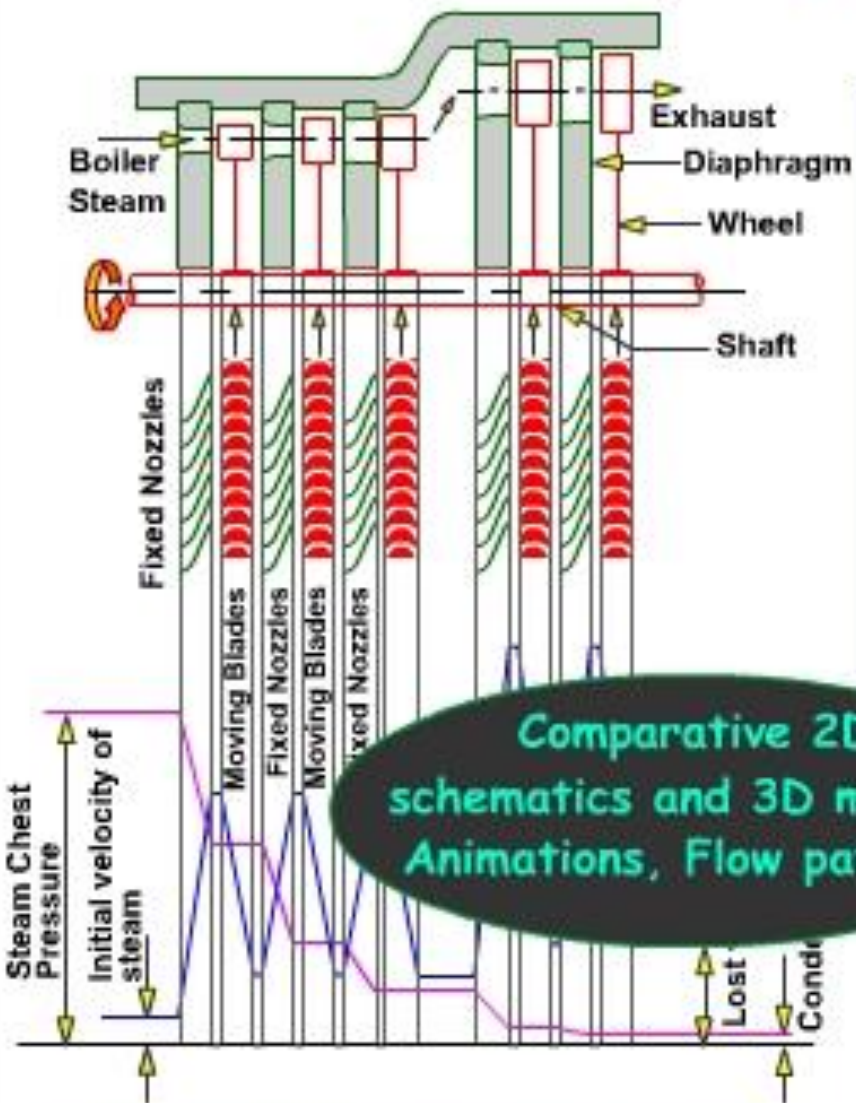 Exhaust
Boiler
Steam
Diaphragm
Wheel
Shaft
Fixed Nozzles
Moving Blades
Fixed Nozzles
Moving Blades
Nozzles
Steam Chest
Pressure
Initial velocity of
steam
Comparative 2D
schematics and 3D
Animations, Flow
Lost